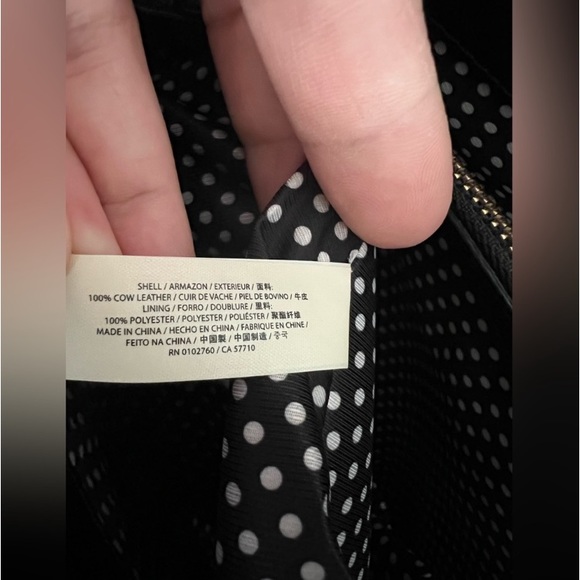 SHELL / ARMAZON / EXTERIEUR / 面料:
100% COW LEATHER / CUIR DE VACHE / PIEL DE BOVINO / 牛皮
LINING / FORRO / DOUBLURE / 里料:
100% POLYESTER / POLYESTER / POLIÉSTER / 聚酯纤维
MADE IN CHINA / HECHO EN CHINA / FABRIQUE EN CHINE /
FEITO NA CHINA / 中国製 / 中国制造 / 중국
RN 0102760 / CA 57710